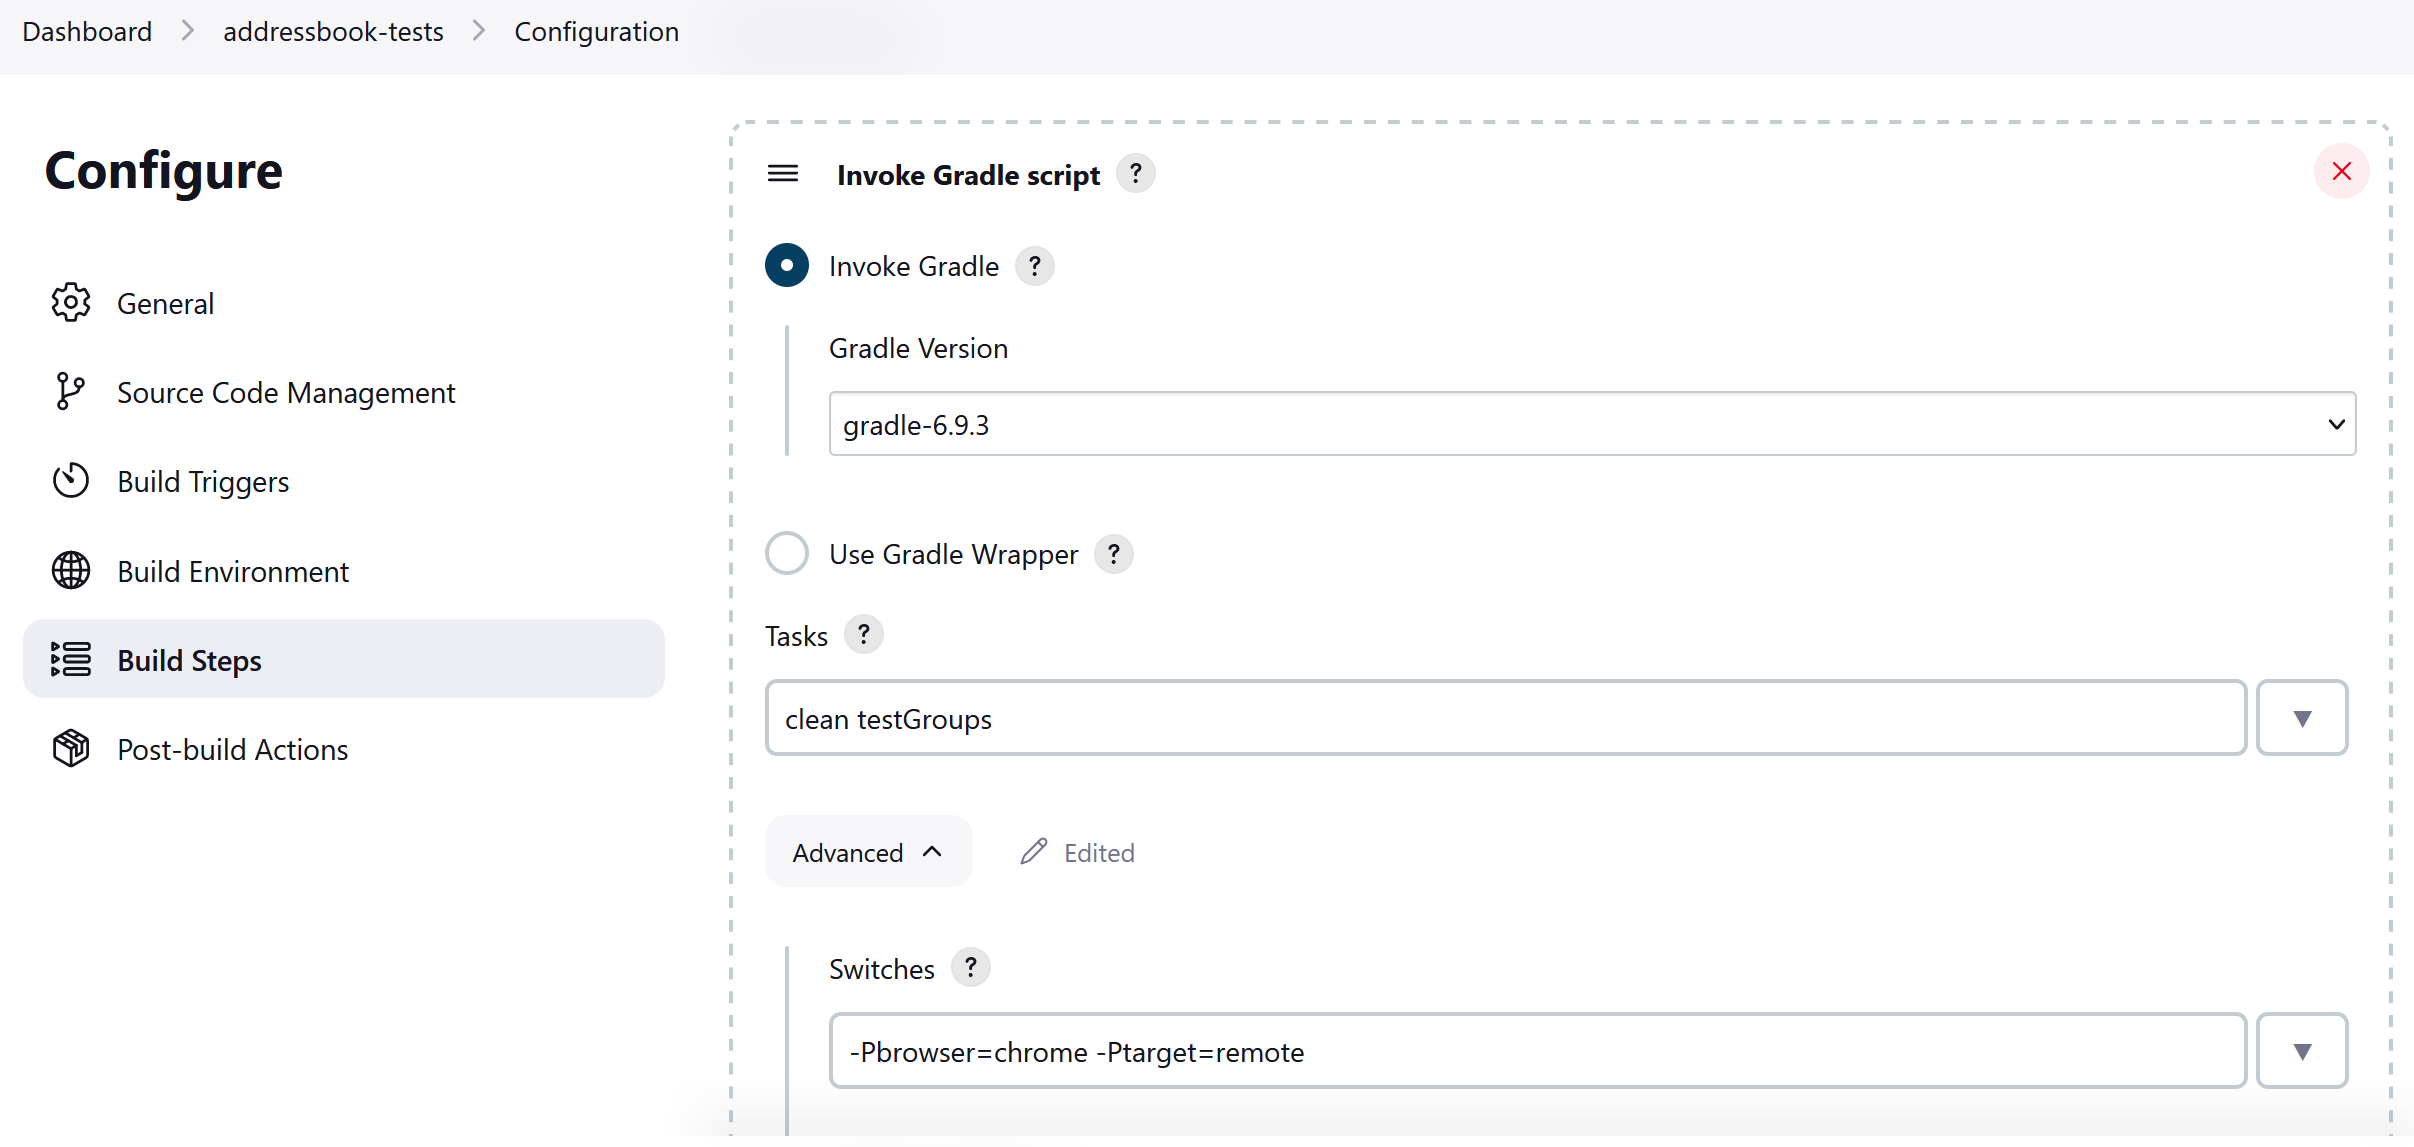 Dashboard > addressbook-tests > Configuration
Configure
General
Source Code Management
Build Triggers
Build Environment
Build Steps
Post-build Actions
Invoke Gradle script ?
Invoke Gradle ?
Gradle Version
gradle-6.9.3
Use Gradle Wrapper ?
Tasks ?
clean testGroups
Advanced
Edited
Switches ?
-Pbrowser=chrome -Ptarget=remote